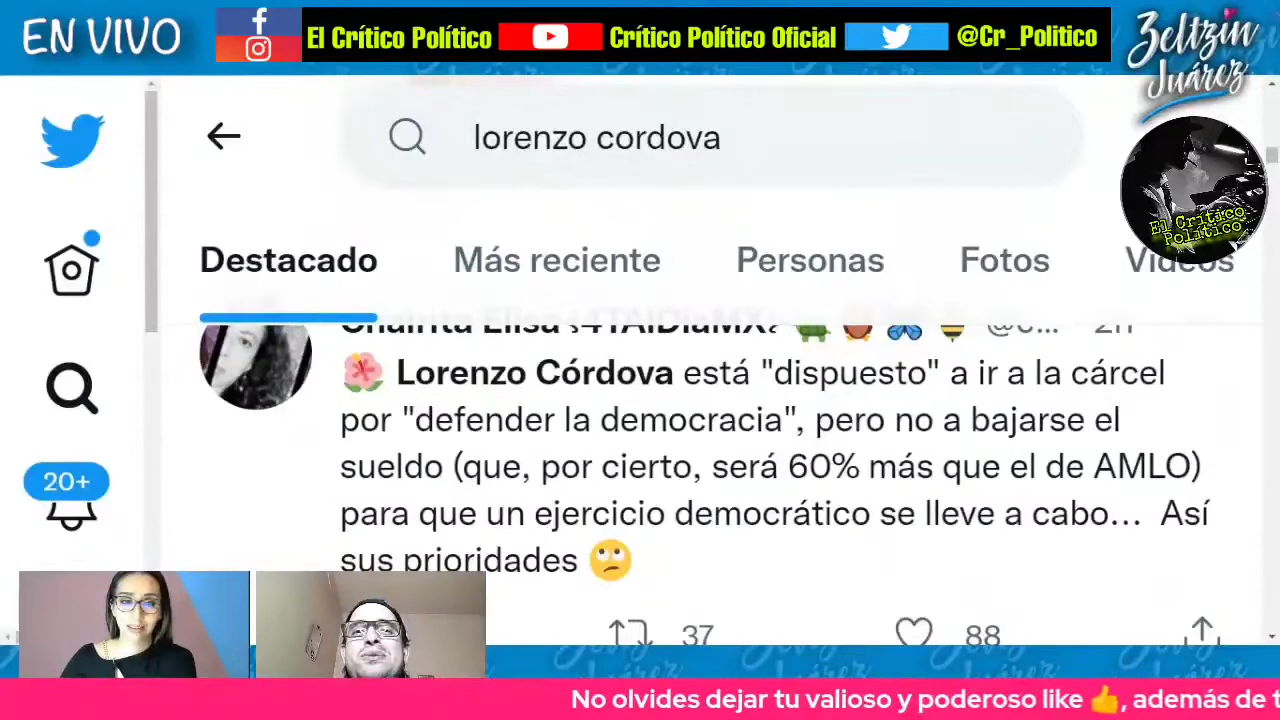 EN VIVO
El Crítico Político
Crítico Político Oficial
@Cr_Politico
Zeltzin
Juárez
lorenzo cordova
El Crítico
Político
Destacado
Más reciente
Personas
Fotos
Videos
Chairita Elisa
2h
🌺 Lorenzo Córdova está "dispuesto" a ir a la cárcel
por "defender la democracia", pero no a bajarse el
sueldo (que, por cierto, será 60% más que el de AMLO)
para que un ejercicio democrático se lleve a cabo... Así
sus prioridades 🙄
20+
37
88
No olvides dejar tu valioso y poderoso like 👍, además de t